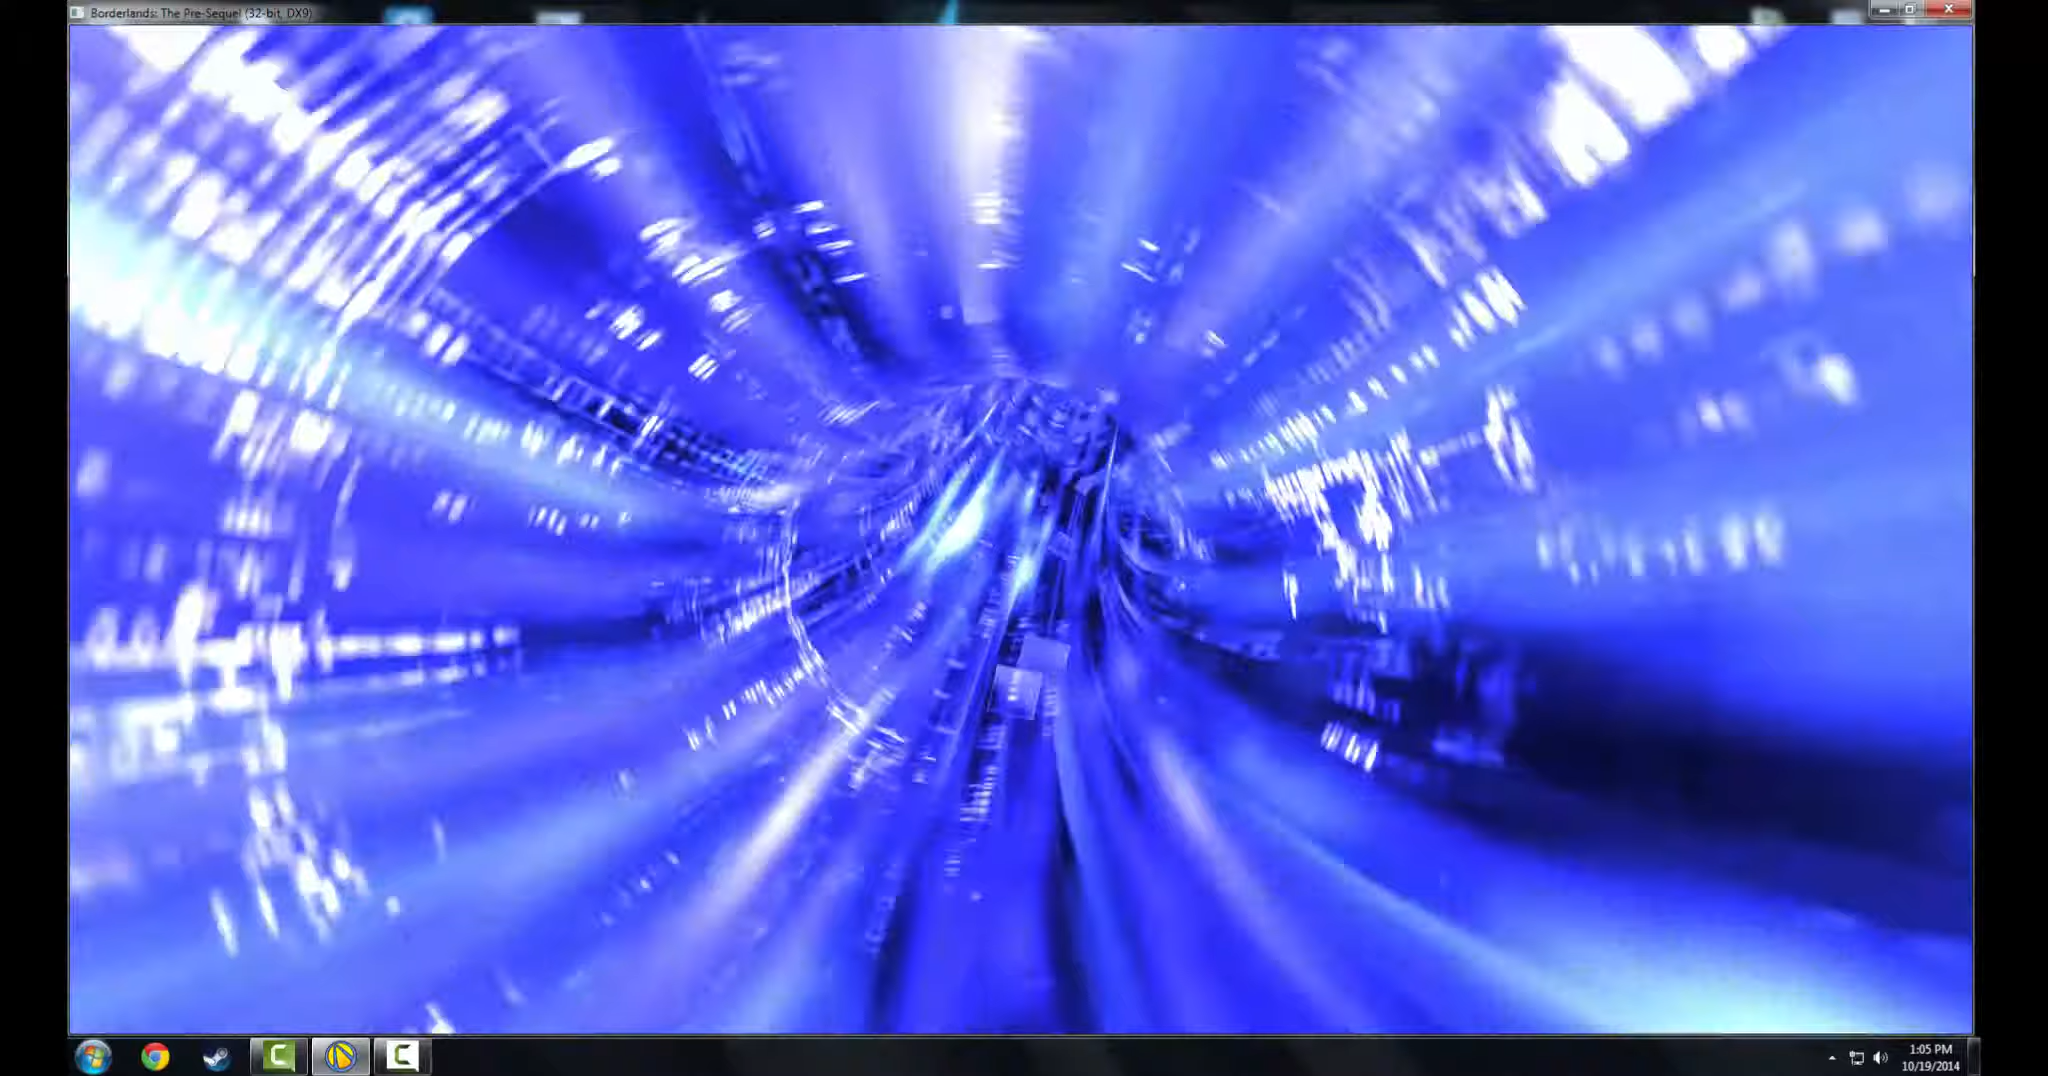 Borderlands: The Pre-Sequel (32-bit, DX9)
1:05 PM
10/19/2014